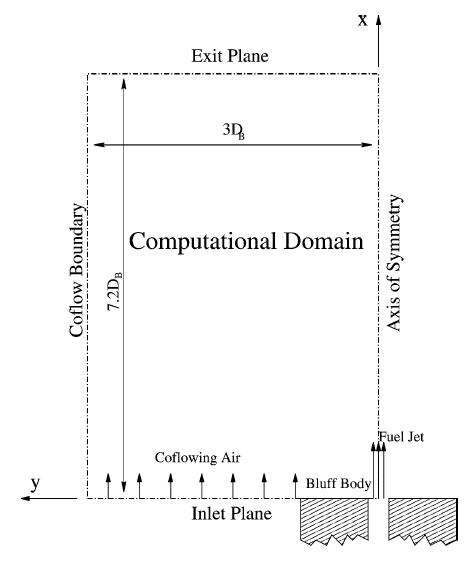 x
Exit Plane
3D_B
Computational Domain
Coflow Boundary
7.2D_B
Axis of Symmetry
Fuel Jet
Coflowing Air
Bluff Body
y
Inlet Plane